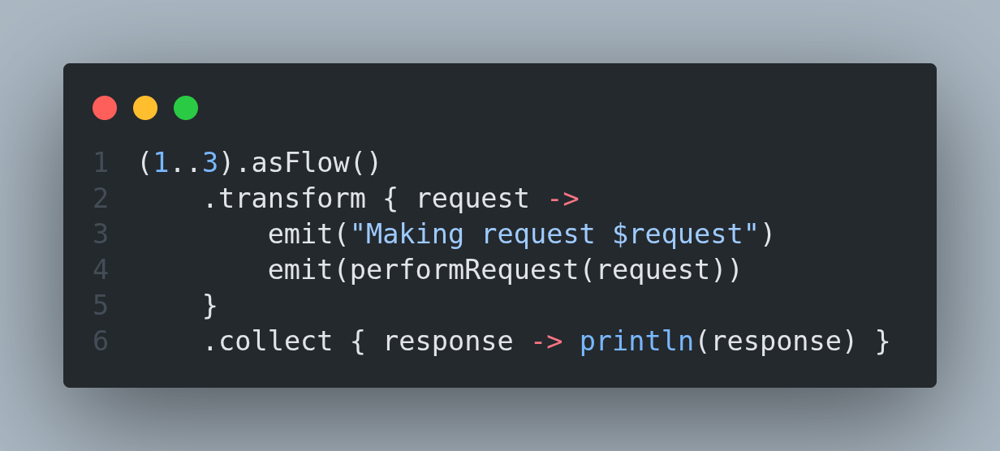 1 (1..3).asFlow()
2     .transform { request ->
3         emit("Making request $request")
4         emit(performRequest(request))
5     }
6     .collect { response -> println(response) }